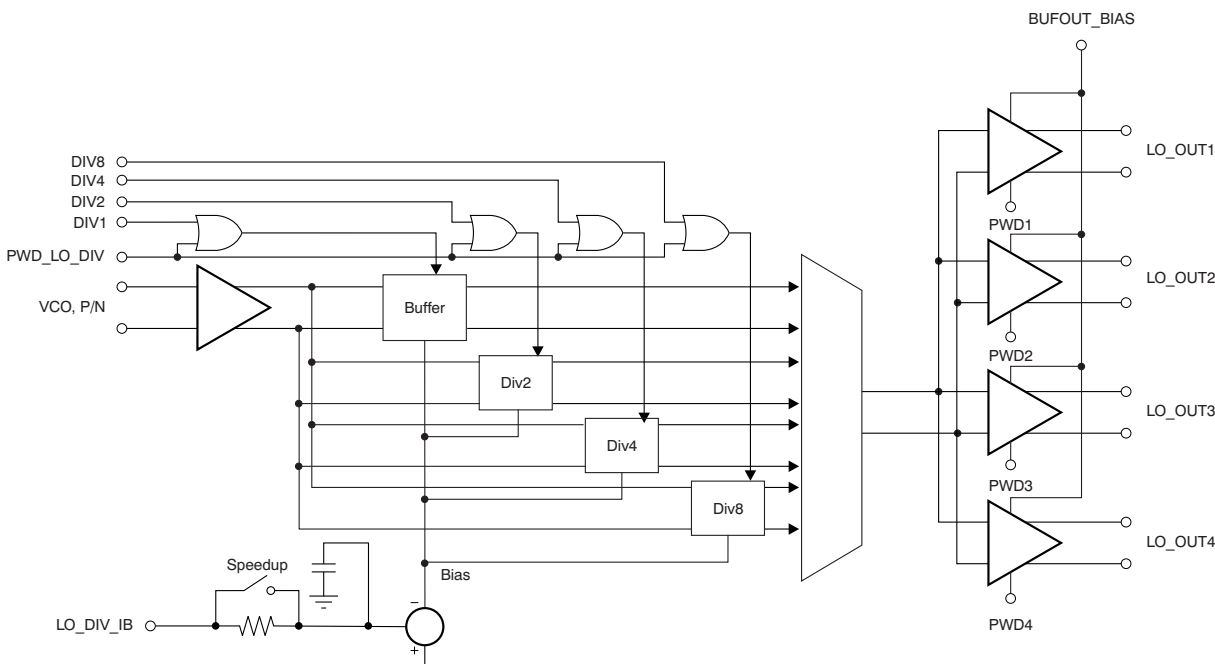 BUFOUT_BIAS
LO_OUT1
DIV8
DIV4
DIV2
DIV1
PWD_LO_DIV
PWD1
LO_OUT2
VCO, P/N
Buffer
PWD2
Div2
LO_OUT3
Div4
PWD3
Div8
LO_OUT4
Speedup
Bias
LO_DIV_IB
−
+
PWD4